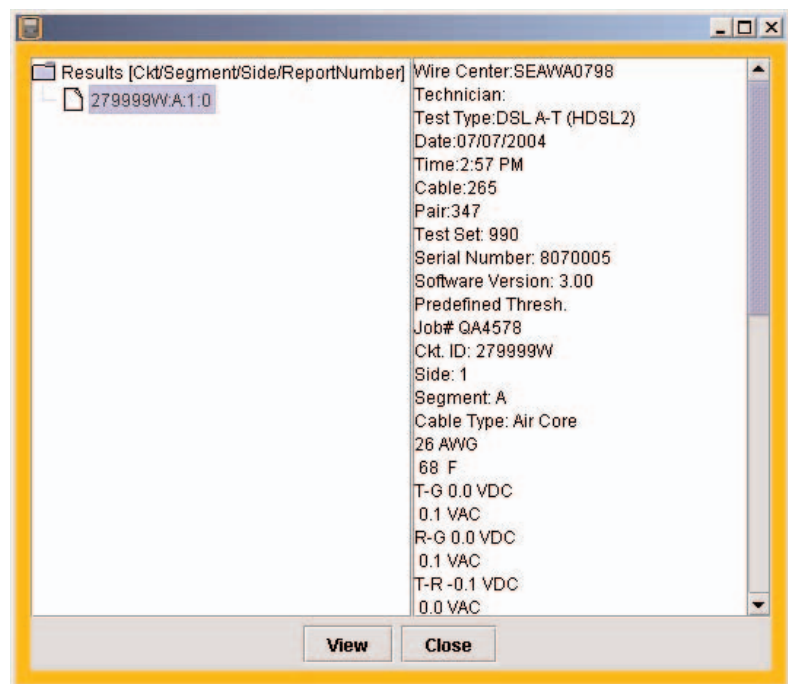 Results [Ckt/Segment/Side/ReportNumber]
279999W:A:1:0
Wire Center:SEAWA0798
Technician:
Test Type:DSL A-T (HDSL2)
Date:07/07/2004
Time:2:57 PM
Cable:265
Pair:347
Test Set: 990
Serial Number: 8070005
Software Version: 3.00
Predefined Thresh.
Job# QA4578
Ckt. ID: 279999W
Side: 1
Segment: A
Cable Type: Air Core
26 AWG
68 F
T-G 0.0 VDC
0.1 VAC
R-G 0.0 VDC
0.1 VAC
T-R -0.1 VDC
0.0 VAC
View
Close